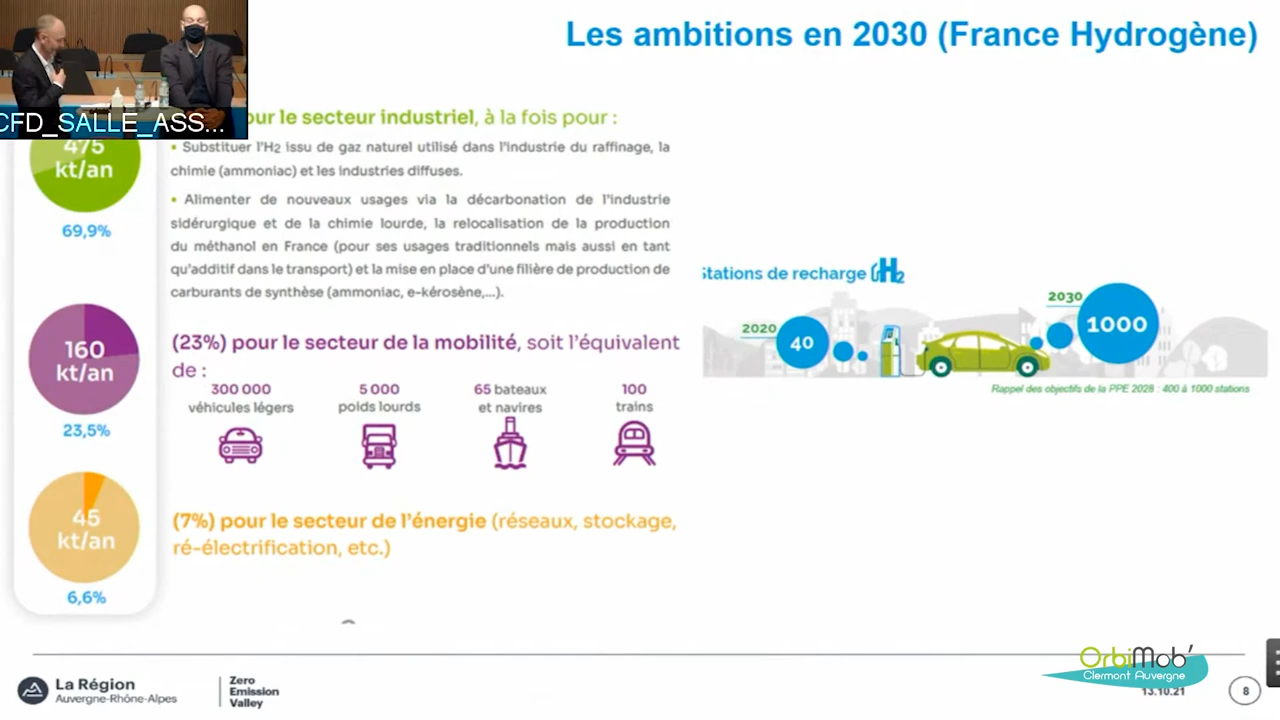 Les ambitions en 2030 (France Hydrogène)
CFD_SALLE_ASS...
our le secteur industriel, à la fois pour :
475
kt/an
69,9%
• Substituer l'H2 issu de gaz naturel utilisé dans l'industrie du raffinage, la
chimie (ammoniac) et les industries diffuses.
• Alimenter de nouveaux usages via la décarbonation de l'industrie
sidérurgique et de la chimie lourde, la relocalisation de la production
du méthanol en France (pour ses usages traditionnels mais aussi en tant
qu'additif dans le transport) et la mise en place d'une filière de production de
carburants de synthèse (ammoniac, e-kérosène,...).
160
kt/an
23,5%
(23%) pour le secteur de la mobilité, soit l'équivalent
de :
300 000
véhicules légers
5 000
poids lourds
65 bateaux
et navires
100
trains
45
kt/an
6,6%
(7%) pour le secteur de l'énergie (réseaux, stockage,
ré-électrification, etc.)
Stations de recharge H2
2020
40
2030
1000
Rappel des objectifs de la PPE 2028 : 400 à 1000 stations
La Région
Auvergne-Rhône-Alpes
Zero
Emission
Valley
OrbiMob'
Clermont Auvergne
13.10.21
8